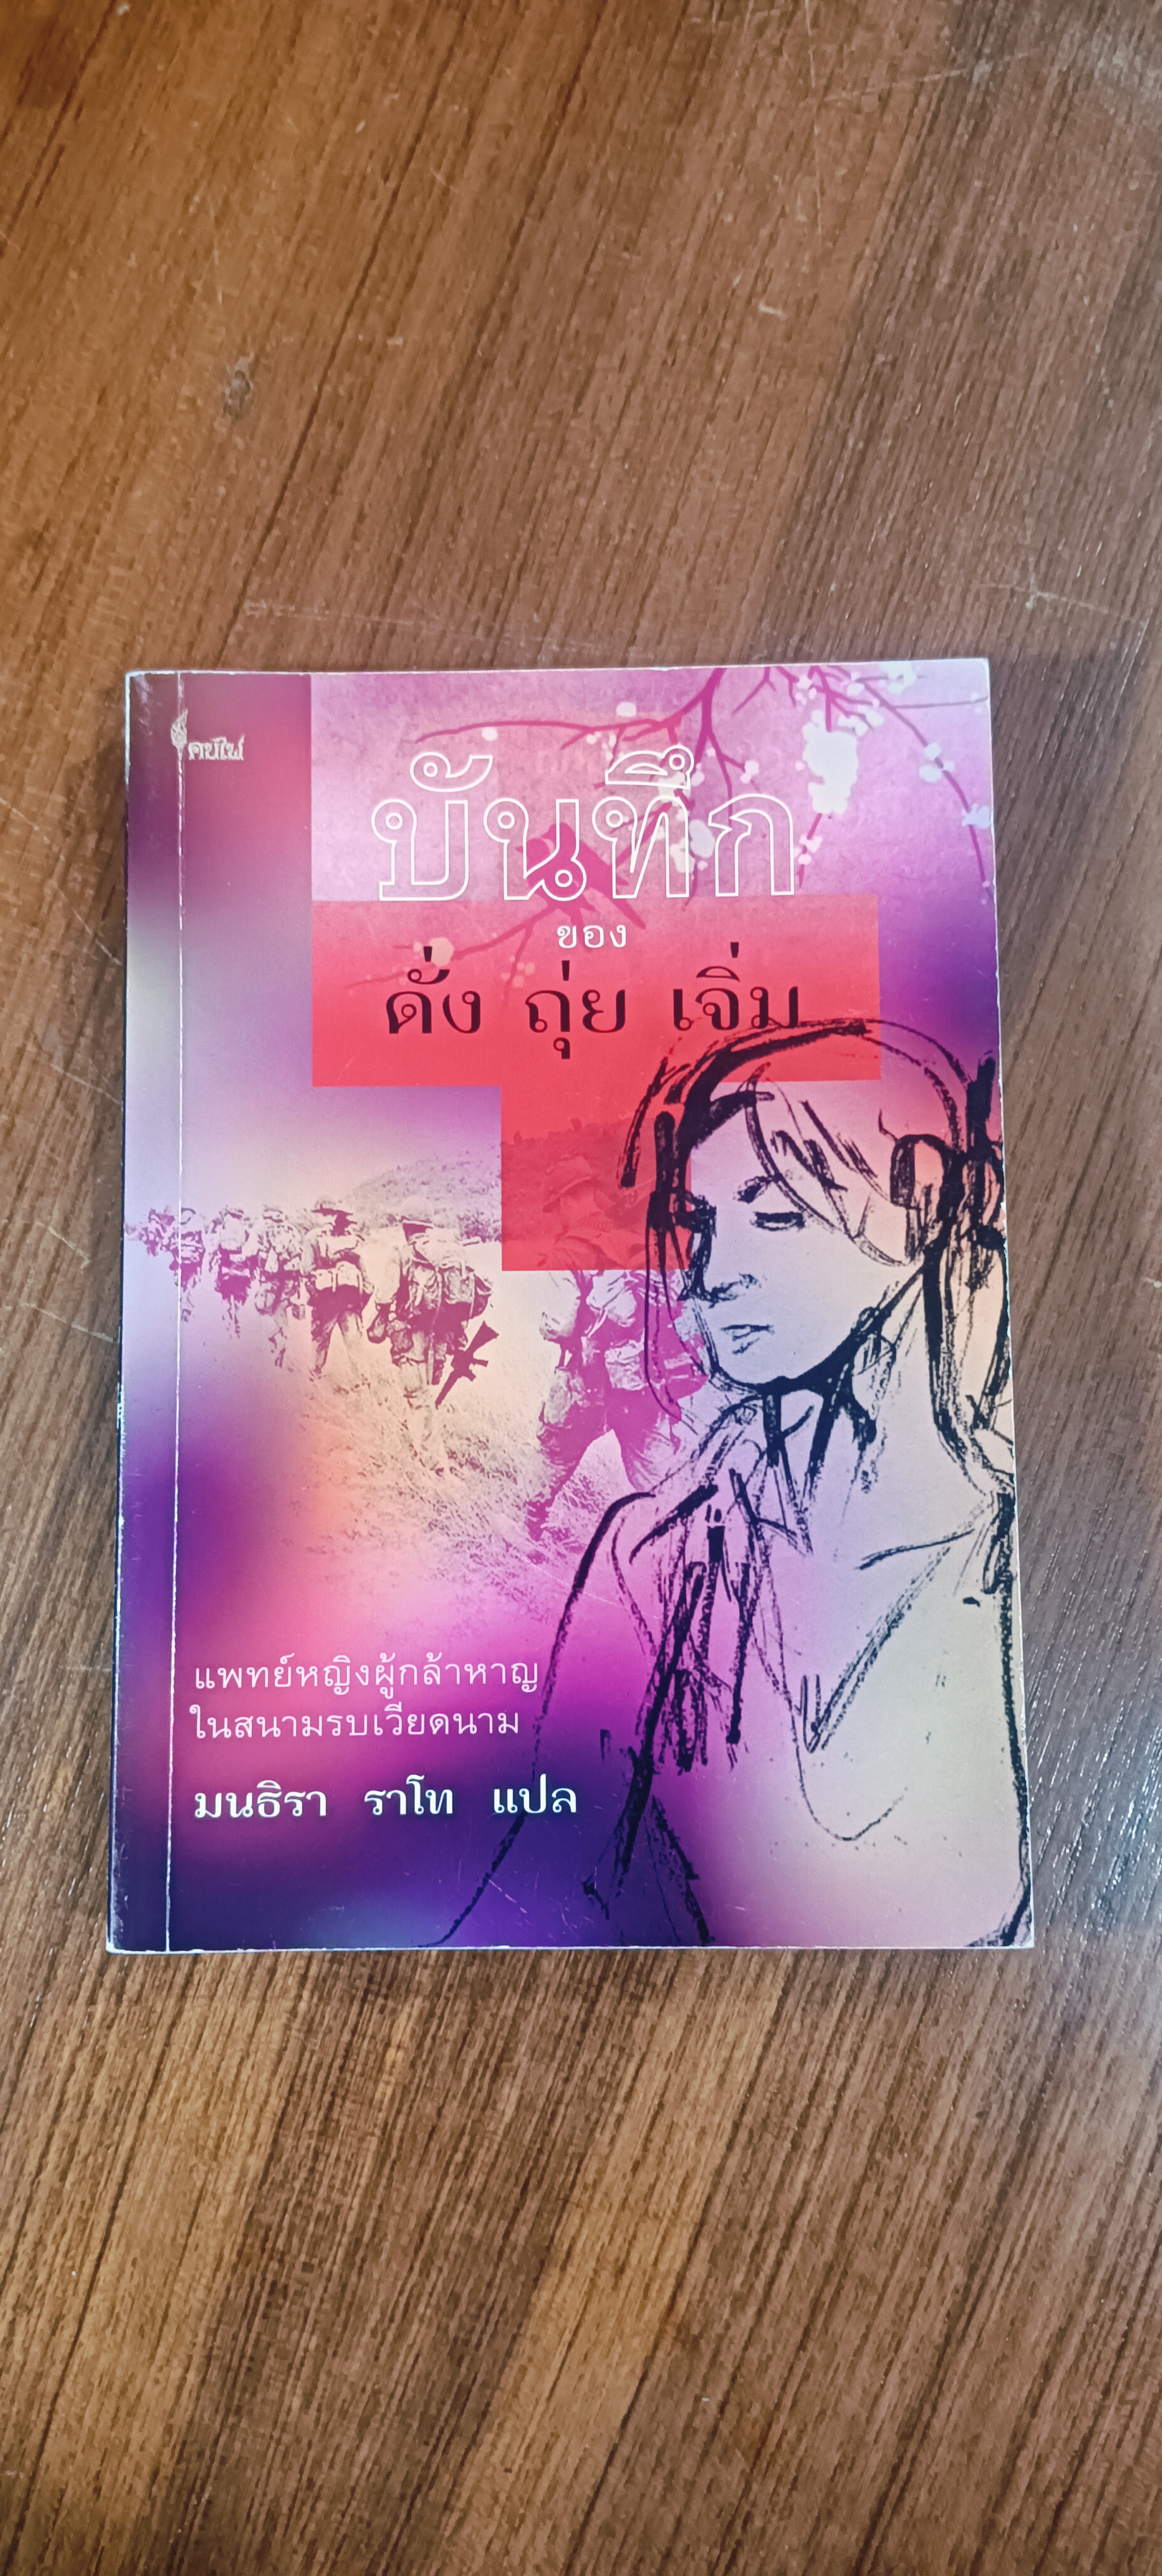 คบไฟ
บันทึก
ของ
ดั่ง ถุ่ย เจิ่ม
แพทย์หญิงผู้กล้าหาญ
ในสนามรบเวียดนาม
มนธิรา ราโท แปล